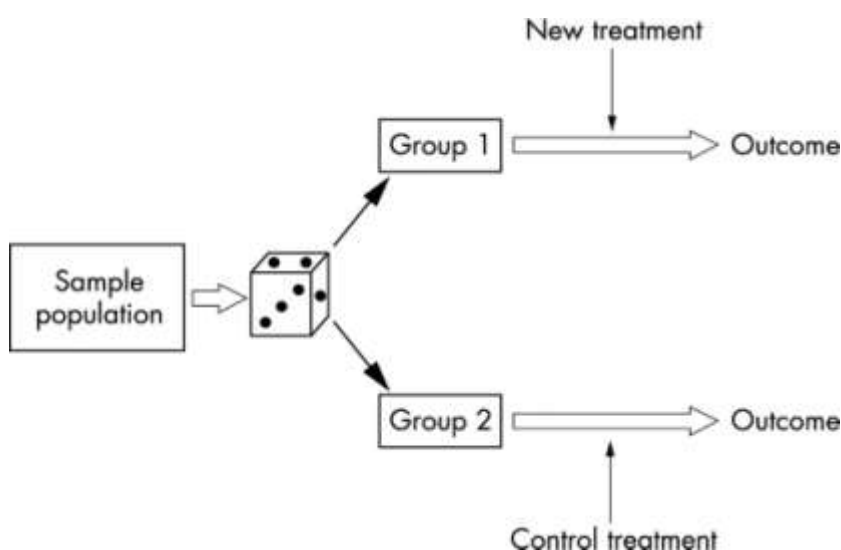 New treatment
Group 1
Outcome
Sample
population
Group 2
Outcome
Control treatment